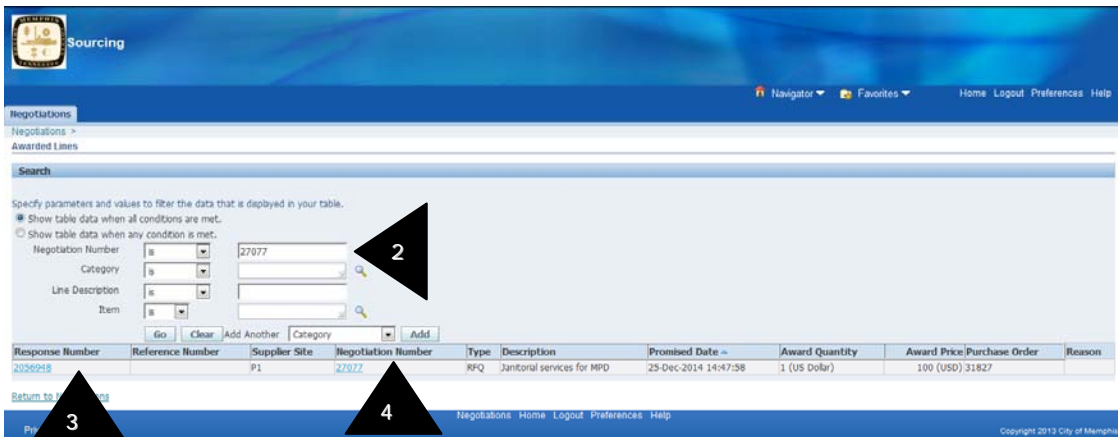 MEMPHIS
TENNESSEE
Sourcing
Navigator Favorites Home Logout Preferences Help
Negotiations
Negotiations >
Awarded Lines
Search
Specify parameters and values to filter the data that is displayed in your table.
Show table data when all conditions are met.
Show table data when any condition is met.
Negotiation Number is 27077 2
Category is
Line Description is
Item is
Go Clear Add Another Category Add
Response Number Reference Number Supplier Site Negotiation Number Type Description Promised Date Award Quantity Award Price Purchase Order Reason
2056948 P1 27077 RFQ Janitorial services for MPD 25-Dec-2014 14:47:58 1 (US Dollar) 100 (USD) 31827
Return to
3 4
Negotiations Home Logout Preferences Help
Copyright 2013 City of Memphis